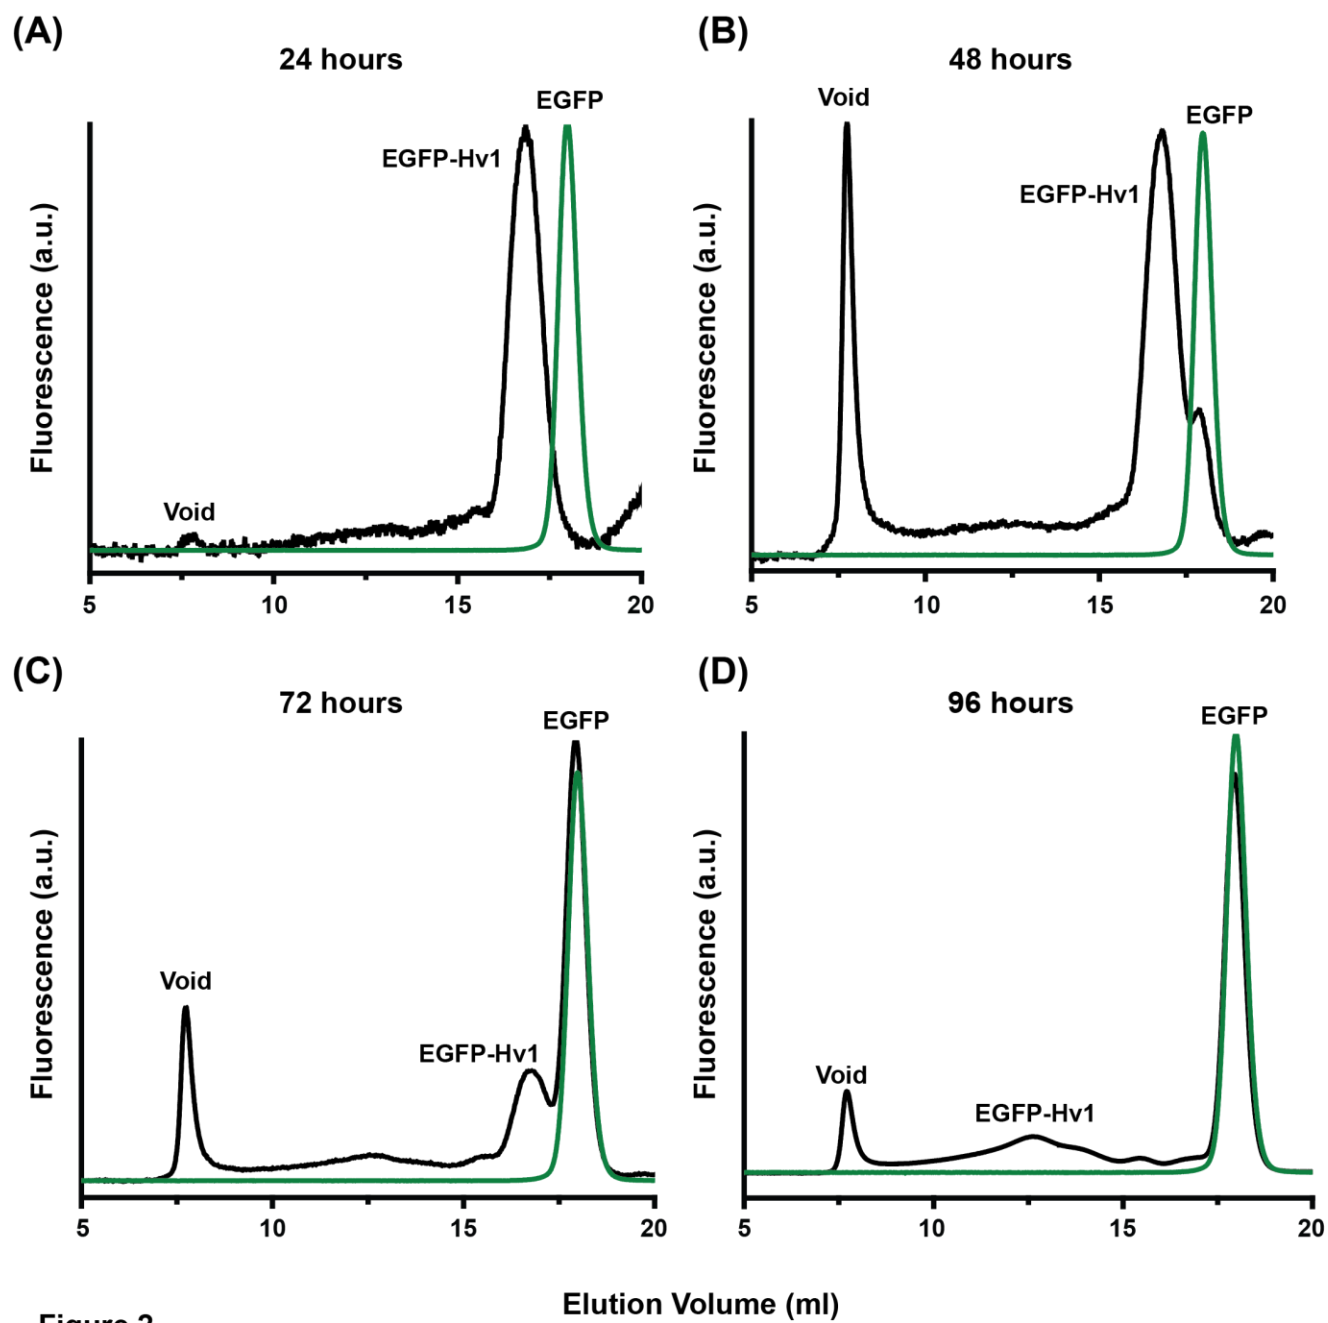 (A)
24 hours
EGFP
EGFP-Hv1
Void
Fluorescence (a.u.)
5 10 15 20
(B)
48 hours
Void
EGFP
EGFP-Hv1
Fluorescence (a.u.)
5 10 15 20
(C)
72 hours
EGFP
Void
EGFP-Hv1
Fluorescence (a.u.)
5 10 15 20
(D)
96 hours
EGFP
Void
EGFP-Hv1
Fluorescence (a.u.)
5 10 15 20
Elution Volume (ml)
Figure 2